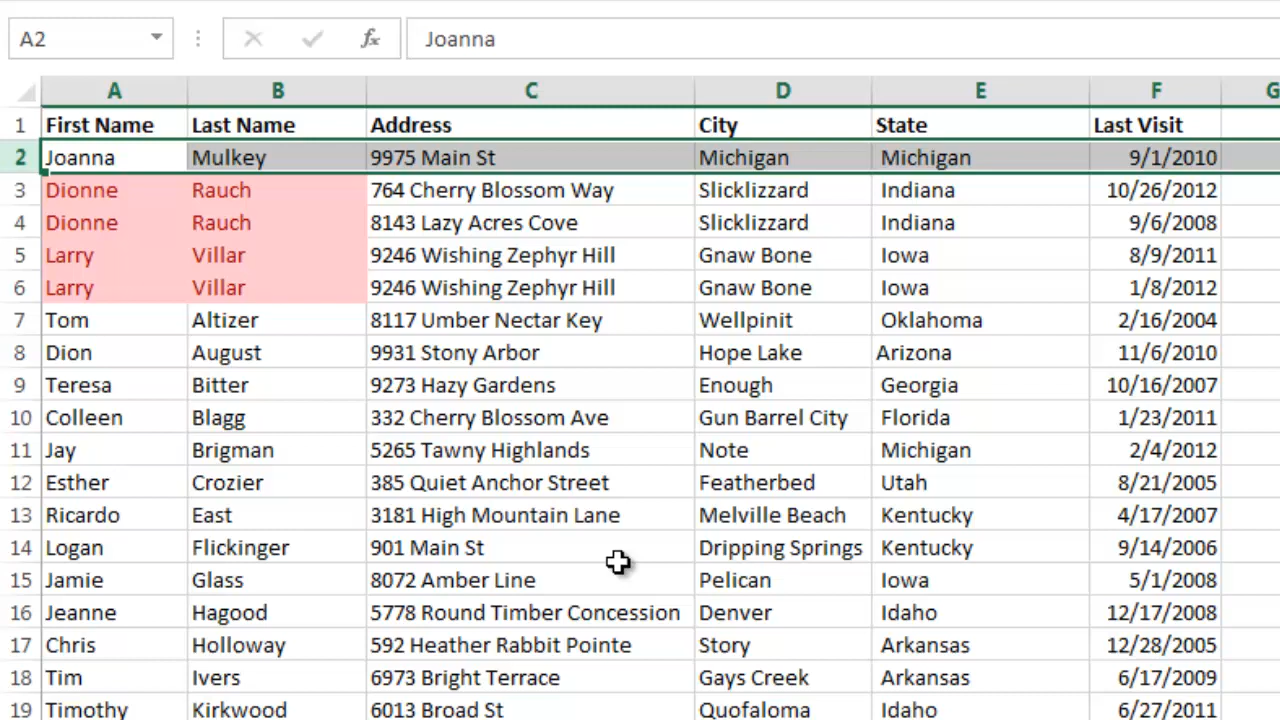 A2 fx Joanna
A B C D E F G
1 First Name Last Name Address City State Last Visit
2 Joanna Mulkey 9975 Main St Michigan Michigan 9/1/2010
3 Dionne Rauch 764 Cherry Blossom Way Slicklizzard Indiana 10/26/2012
4 Dionne Rauch 8143 Lazy Acres Cove Slicklizzard Indiana 9/6/2008
5 Larry Villar 9246 Wishing Zephyr Hill Gnaw Bone Iowa 8/9/2011
6 Larry Villar 9246 Wishing Zephyr Hill Gnaw Bone Iowa 1/8/2012
7 Tom Altizer 8117 Umber Nectar Key Wellpinit Oklahoma 2/16/2004
8 Dion August 9931 Stony Arbor Hope Lake Arizona 11/6/2010
9 Teresa Bitter 9273 Hazy Gardens Enough Georgia 10/16/2007
10 Colleen Blagg 332 Cherry Blossom Ave Gun Barrel City Florida 1/23/2011
11 Jay Brigman 5265 Tawny Highlands Note Michigan 2/4/2012
12 Esther Crozier 385 Quiet Anchor Street Featherbed Utah 8/21/2005
13 Ricardo East 3181 High Mountain Lane Melville Beach Kentucky 4/17/2007
14 Logan Flickinger 901 Main St Dripping Springs Kentucky 9/14/2006
15 Jamie Glass 8072 Amber Line Pelican Iowa 5/1/2008
16 Jeanne Hagood 5778 Round Timber Concession Denver Idaho 12/17/2008
17 Chris Holloway 592 Heather Rabbit Pointe Story Arkansas 12/28/2005
18 Tim Ivers 6973 Bright Terrace Gays Creek Arkansas 6/17/2009
19 Timothy Kirkwood 6013 Broad St Quofaloma Idaho 6/27/2011